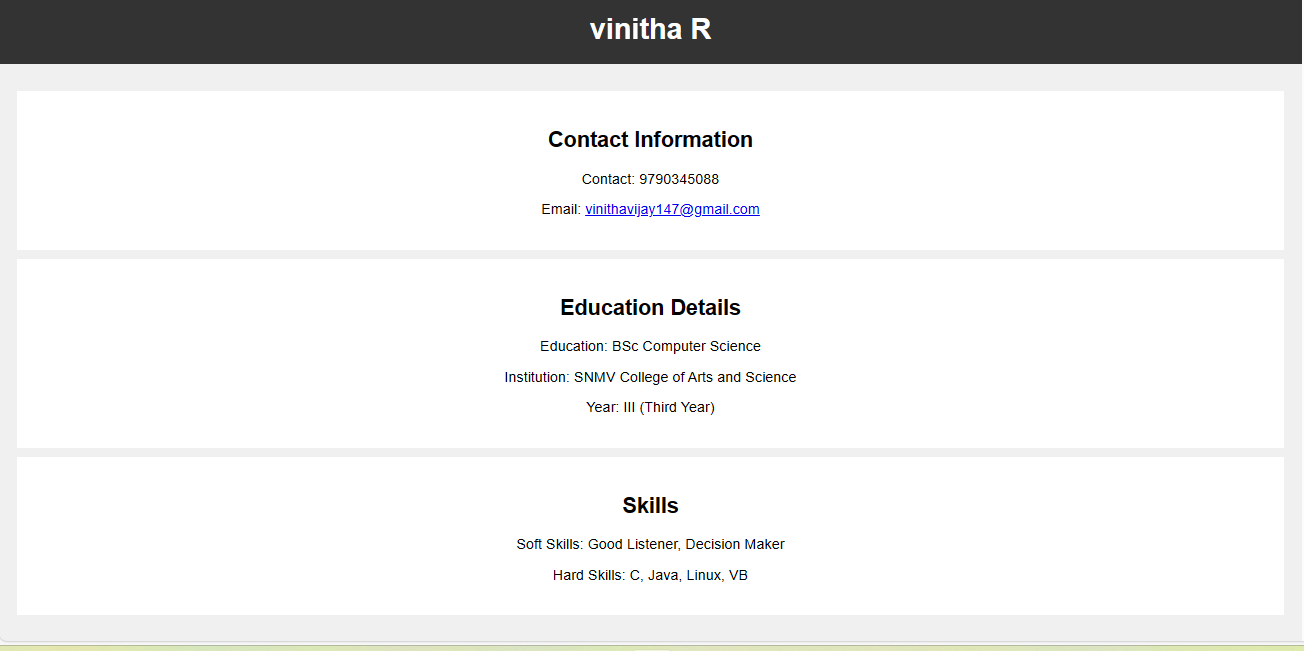 vinitha R
Contact Information
Contact: 9790345088
Email: vinithavijay147@gmail.com
Education Details
Education: BSc Computer Science
Institution: SNMV College of Arts and Science
Year: III (Third Year)
Skills
Soft Skills: Good Listener, Decision Maker
Hard Skills: C, Java, Linux, VB